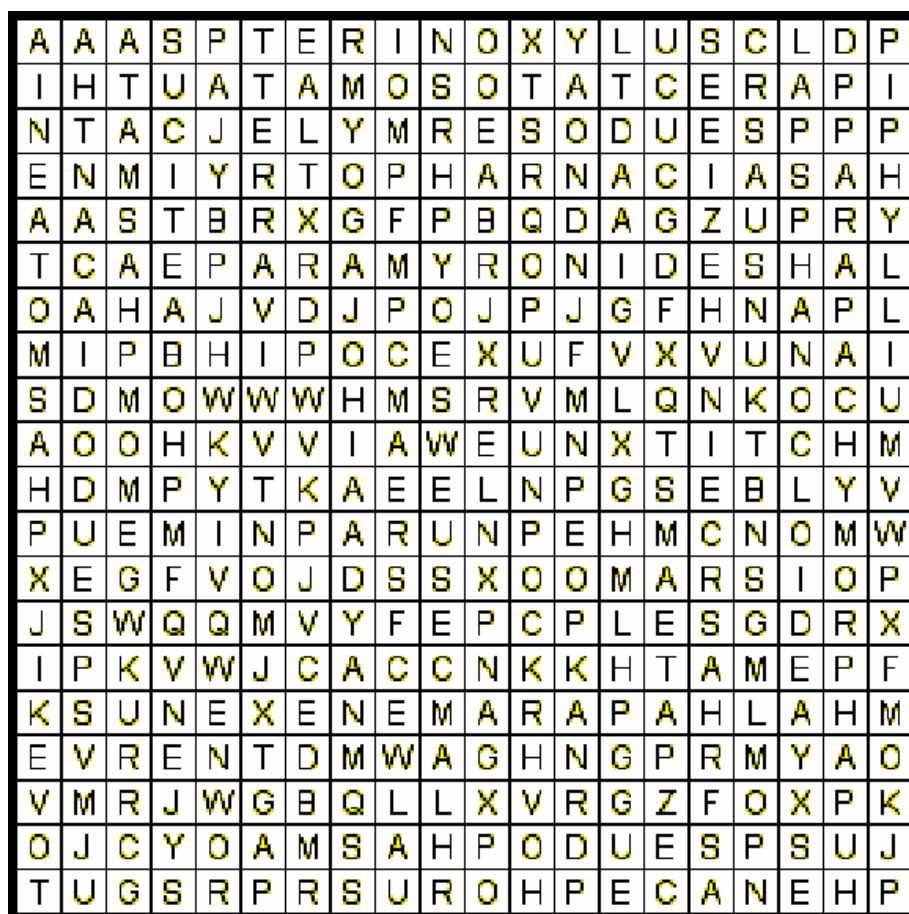 A A A S P T E R I N O X Y L U S C L D P
I H T U A T A M O S O T A T C E R A P I
N T A C J E L Y M R E S O D U E S P P P
E N M I Y R T O P H A R N A C I A S A H
A A S T B R X G F P B Q D A G Z U P R Y
T C A E P A R A M Y R O N I D E S H A L
O A H A J V D J P O J P J G F H N A P L
M I P B H I P O C E X U F V X V U N A I
S D M O W W W H M S R V M L Q N K O C U
A O O H K V V I A W E U N X T I T C H M
H D M P Y T K A E E L N P G S E B L Y V
P U E M I N P A R U N P E H M C N O M W
X E G F V O J D S S X O O M A R S I O P
J S W Q Q M V Y F E P C P L E S G D R X
I P K V W J C A C C N K K H T A M E P F
K S U N E X E N E M A R A P A H L A H M
E V R E N T D M W A G H N G P R M Y A O
V M R J W G B Q L L X V R G Z F O X P K
O J C Y O A M S A H P O D U E S P S U J
T U G S R P R S U R O H P E C A N E H P